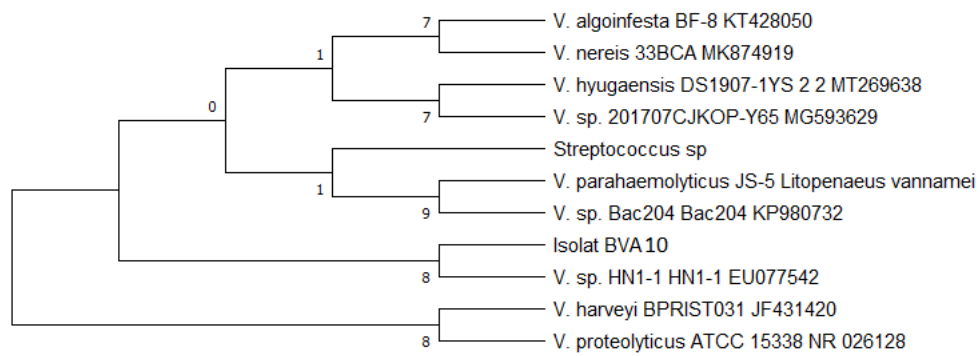 7
V. algoinfesta BF-8 KT428050
V. nereis 33BCA MK874919
1
V. hyugaensis DS1907-1YS 2 2 MT269638
7
V. sp. 201707CJKOP-Y65 MG593629
0
Streptococcus sp
1
V. parahaemolyticus JS-5 Litopenaeus vannamei
9
V. sp. Bac204 Bac204 KP980732
Isolat BVA10
8
V. sp. HN1-1 HN1-1 EU077542
V. harveyi BPRIST031 JF431420
8
V. proteolyticus ATCC 15338 NR 026128